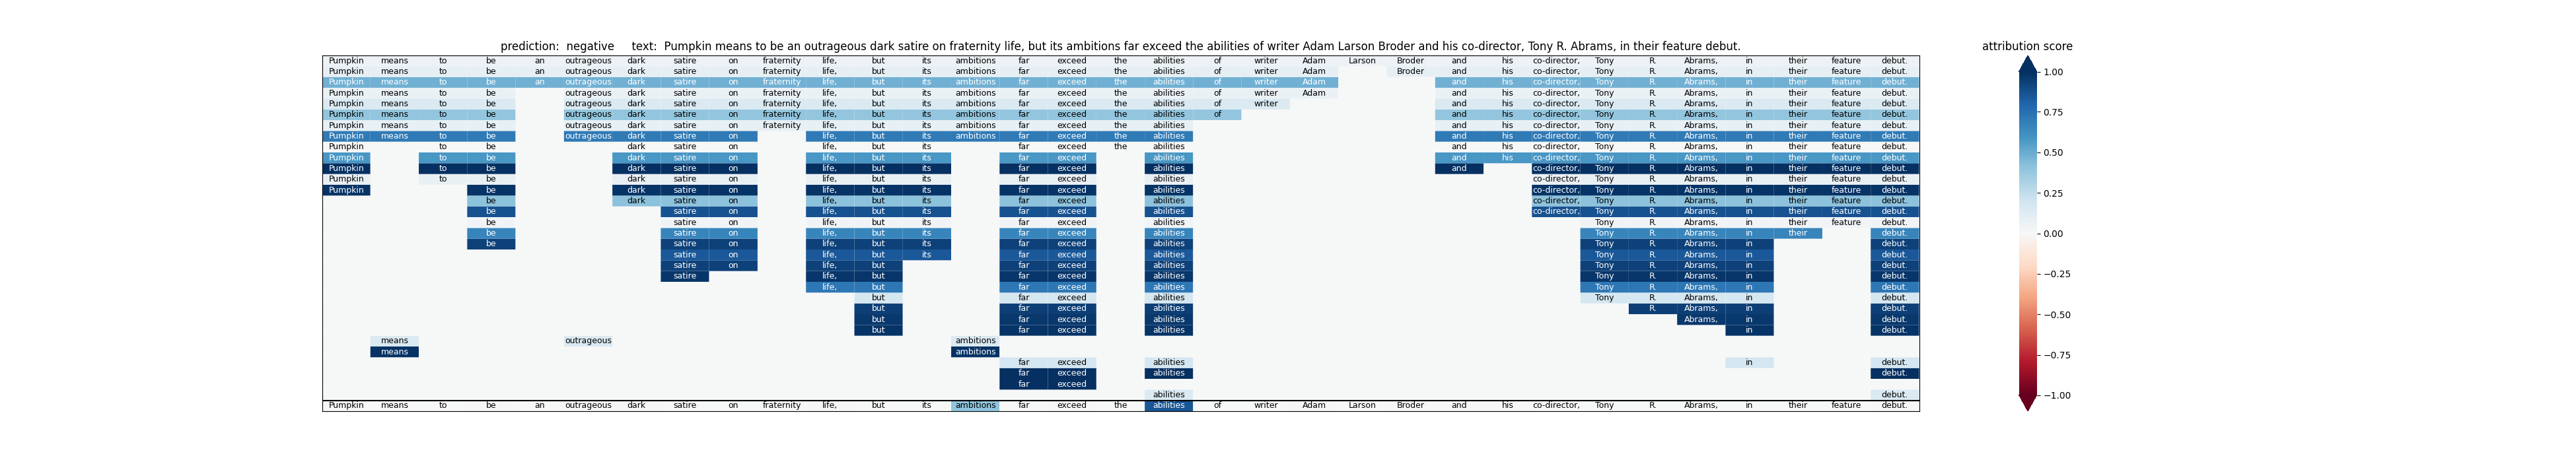 prediction: negative text: Pumpkin means to be an outrageous dark satire on fraternity life, but its ambitions far exceed the abilities of writer Adam Larson Broder and his co-director, Tony R. Abrams, in their feature debut.
Pumpkin means to be an outrageous dark satire on fraternity life, but its ambitions far exceed the abilities of writer Adam Larson Broder and his co-director, Tony R. Abrams, in their feature debut.
Pumpkin means to be an outrageous dark satire on fraternity life, but its ambitions far exceed the abilities of writer Adam Broder and his co-director, Tony R. Abrams, in their feature debut.
Pumpkin means to be an outrageous dark satire on fraternity life, but its ambitions far exceed the abilities of writer Adam and his co-director, Tony R. Abrams, in their feature debut.
Pumpkin means to be outrageous dark satire on fraternity life, but its ambitions far exceed the abilities of writer Adam and his co-director, Tony R. Abrams, in their feature debut.
Pumpkin means to be outrageous dark satire on fraternity life, but its ambitions far exceed the abilities of writer and his co-director, Tony R. Abrams, in their feature debut.
Pumpkin means to be outrageous dark satire on fraternity life, but its ambitions far exceed the abilities of and his co-director, Tony R. Abrams, in their feature debut.
Pumpkin means to be outrageous dark satire on fraternity life, but its ambitions far exceed the abilities and his co-director, Tony R. Abrams, in their feature debut.
Pumpkin means to be outrageous dark satire on life, but its ambitions far exceed the abilities and his co-director, Tony R. Abrams, in their feature debut.
Pumpkin to be dark satire on life, but its far exceed the abilities and his co-director, Tony R. Abrams, in their feature debut.
Pumpkin to be dark satire on life, but its far exceed abilities and his co-director, Tony R. Abrams, in their feature debut.
Pumpkin to be dark satire on life, but its far exceed abilities and co-director, Tony R. Abrams, in their feature debut.
Pumpkin to be dark satire on life, but its far exceed abilities co-director, Tony R. Abrams, in their feature debut.
Pumpkin be dark satire on life, but its far exceed abilities co-director, Tony R. Abrams, in their feature debut.
be dark satire on life, but its far exceed abilities co-director, Tony R. Abrams, in their feature debut.
be satire on life, but its far exceed abilities co-director, Tony R. Abrams, in their feature debut.
be satire on life, but its far exceed abilities Tony R. Abrams, in their feature debut.
be satire on life, but its far exceed abilities Tony R. Abrams, in their debut.
be satire on life, but its far exceed abilities Tony R. Abrams, in debut.
satire on life, but its far exceed abilities Tony R. Abrams, in debut.
satire on life, but far exceed abilities Tony R. Abrams, in debut.
satire life, but far exceed abilities Tony R. Abrams, in debut.
life, but far exceed abilities Tony R. Abrams, in debut.
but far exceed abilities Tony R. Abrams, in debut.
but far exceed abilities R. Abrams, in debut.
but far exceed abilities Abrams, in debut.
but far exceed abilities in debut.
means outrageous ambitions
means ambitions
far exceed abilities in debut.
far exceed abilities debut.
far exceed
abilities debut.
Pumpkin means to be an outrageous dark satire on fraternity life, but its ambitions far exceed the abilities of writer Adam Larson Broder and his co-director, Tony R. Abrams, in their feature debut.
attribution score
1.00
0.75
0.50
0.25
0.00
−0.25
−0.50
−0.75
−1.00